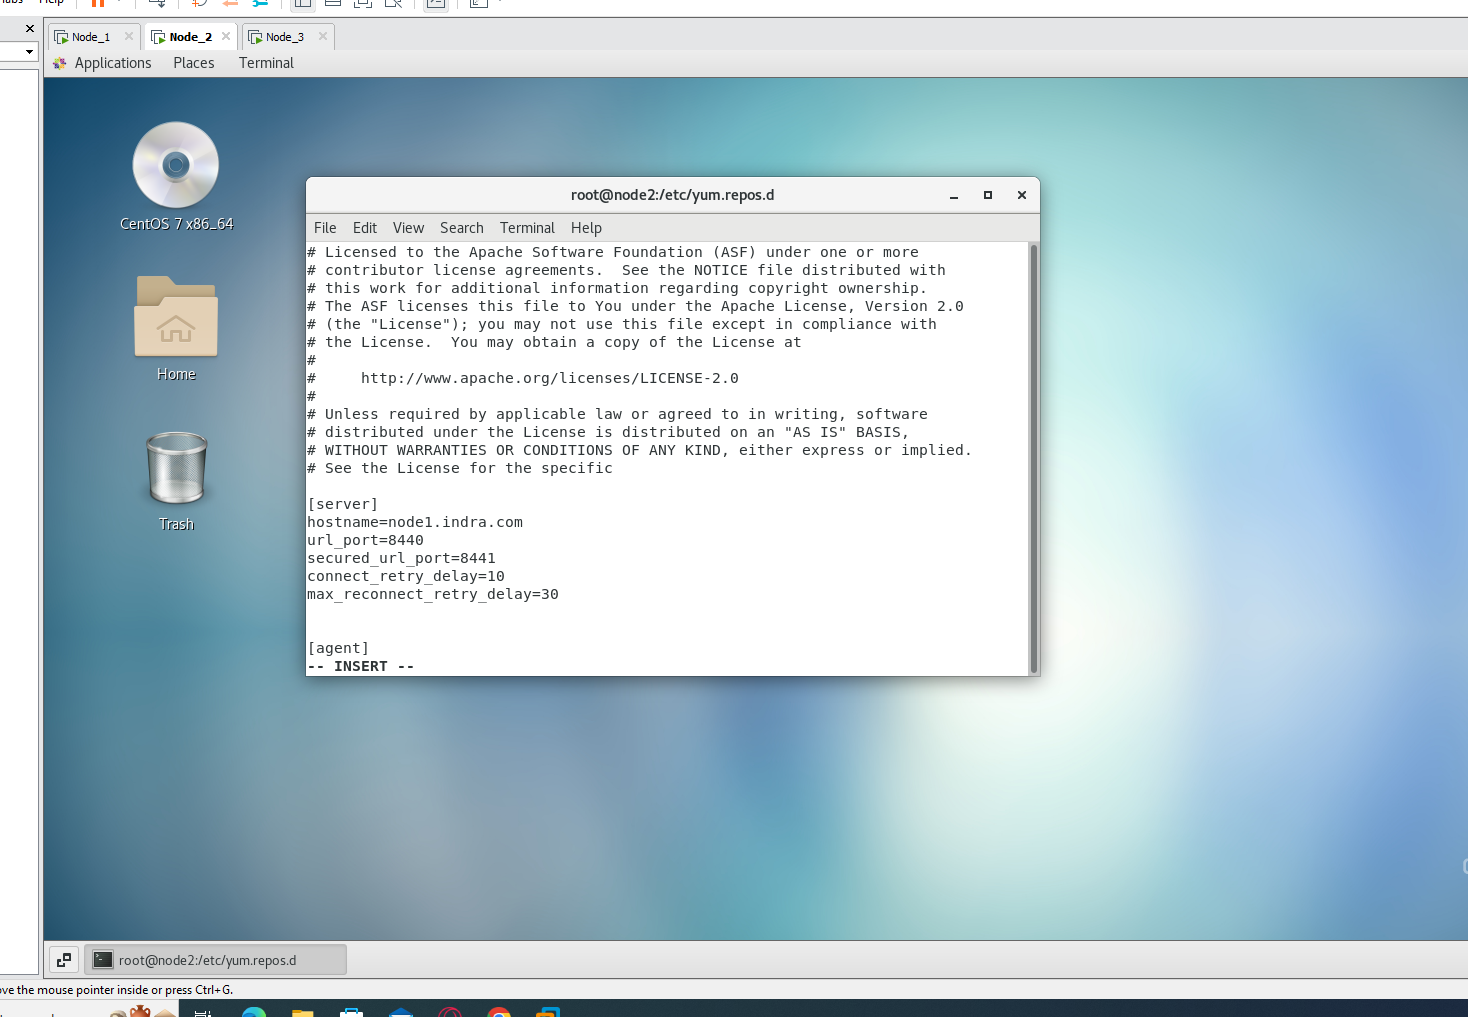 Help
Node_1
Node_2
Node_3
Applications Places Terminal
CentOS 7 x86_64
Home
Trash
root@node2:/etc/yum.repos.d
File Edit View Search Terminal Help
# Licensed to the Apache Software Foundation (ASF) under one or more
# contributor license agreements.  See the NOTICE file distributed with
# this work for additional information regarding copyright ownership.
# The ASF licenses this file to You under the Apache License, Version 2.0
# (the "License"); you may not use this file except in compliance with
# the License.  You may obtain a copy of the License at
#
#     http://www.apache.org/licenses/LICENSE-2.0
#
# Unless required by applicable law or agreed to in writing, software
# distributed under the License is distributed on an "AS IS" BASIS,
# WITHOUT WARRANTIES OR CONDITIONS OF ANY KIND, either express or implied.
# See the License for the specific
[server]
hostname=node1.indra.com
url_port=8440
secured_url_port=8441
connect_retry_delay=10
max_reconnect_retry_delay=30
[agent]
-- INSERT --
root@node2:/etc/yum.repos.d
ove the mouse pointer inside or press Ctrl+G.